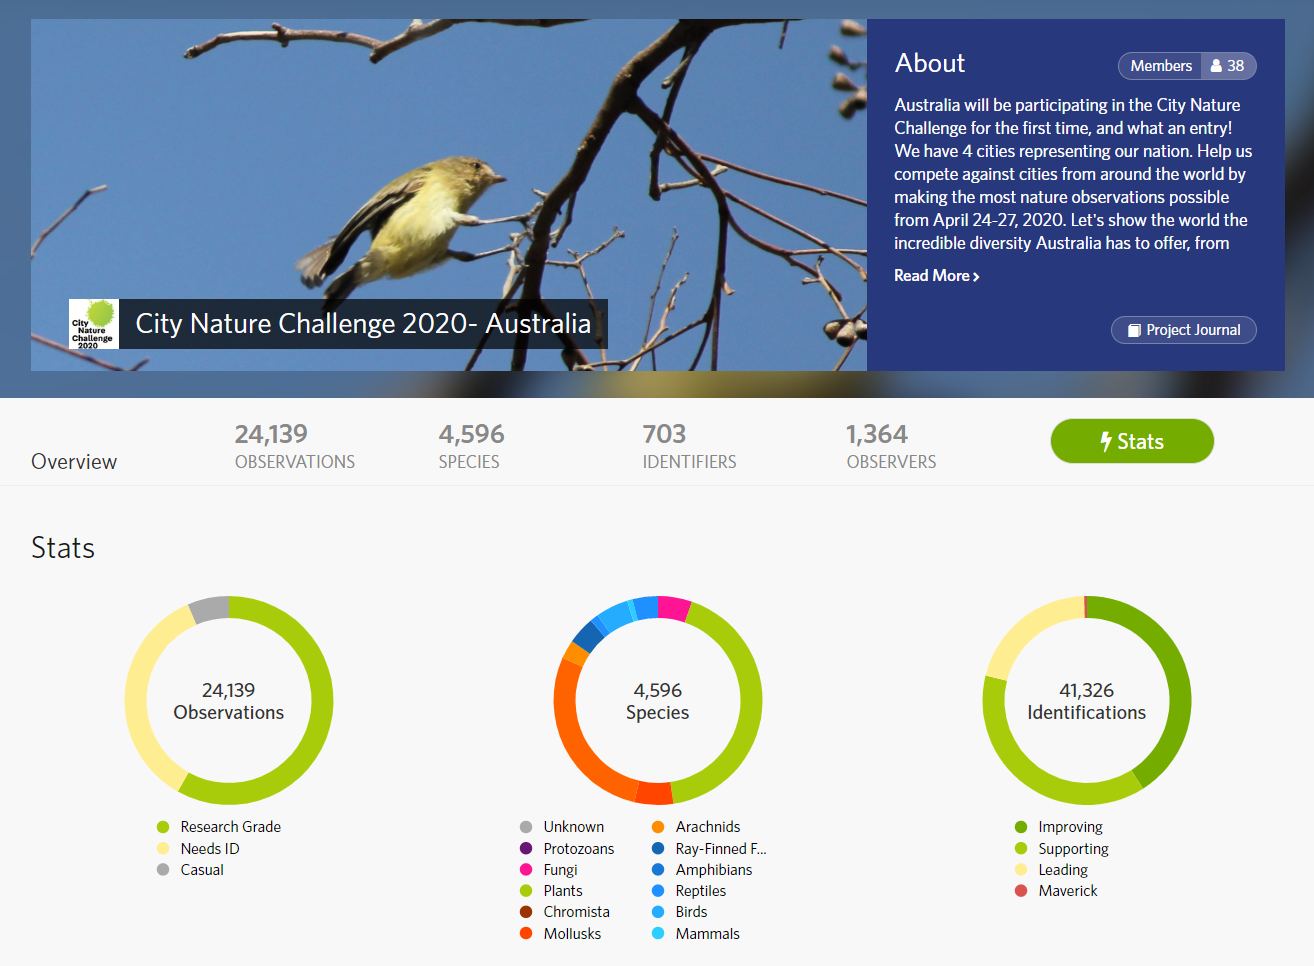 About
Members 38
Australia will be participating in the City Nature
Challenge for the first time, and what an entry!
We have 4 cities representing our nation. Help us
compete against cities from around the world by
making the most nature observations possible
from April 24-27, 2020. Let's show the world the
incredible diversity Australia has to offer, from
Read More
Project Journal
City
Nature
Challenge
2020
City Nature Challenge 2020- Australia
Overview
24,139
OBSERVATIONS
4,596
SPECIES
703
IDENTIFIERS
1,364
OBSERVERS
Stats
Stats
24,139
Observations
Research Grade
Needs ID
Casual
4,596
Species
Unknown
Protozoans
Fungi
Plants
Chromista
Mollusks
Arachnids
Ray-Finned F...
Amphibians
Reptiles
Birds
Mammals
41,326
Identifications
Improving
Supporting
Leading
Maverick